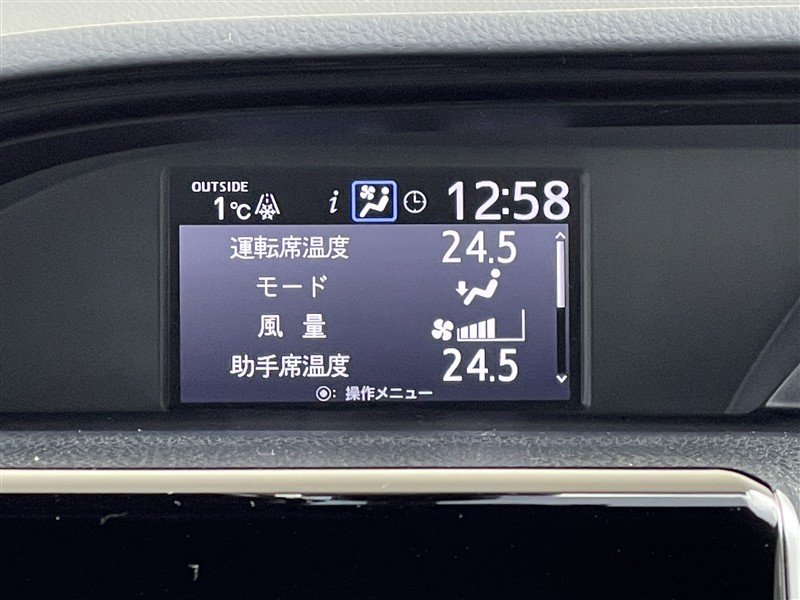 OUTSIDE
1℃ i 12:58
運転席温度 24.5
モード
風量
助手席温度 24.5
◉: 操作メニュー